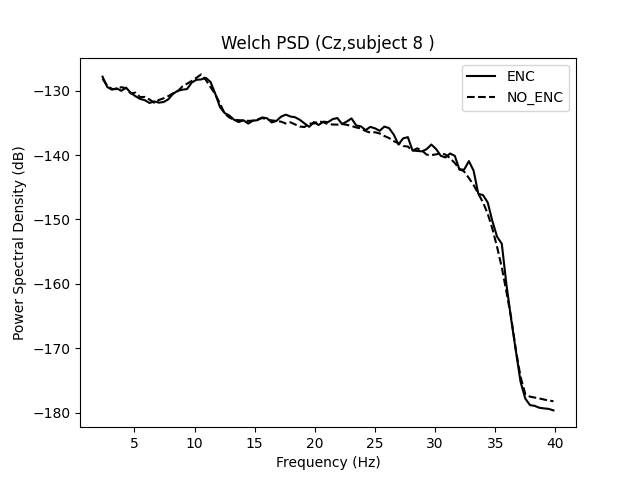 Welch PSD (Cz,subject 8 )
ENC
NO_ENC
Power Spectral Density (dB)
−130
−140
−150
−160
−170
−180
5 10 15 20 25 30 35 40
Frequency (Hz)